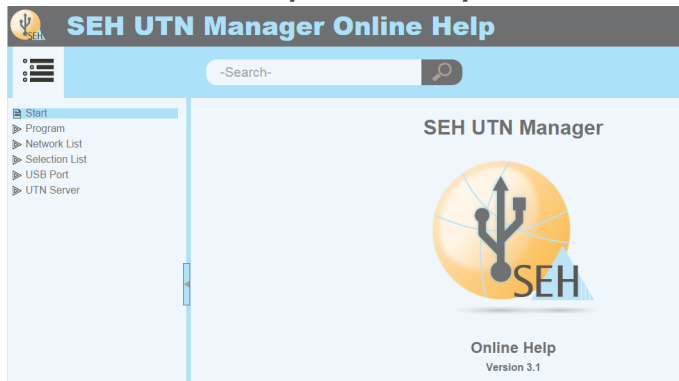 SEH
SEH UTN Manager Online Help
-Search-
Start
Program
Network List
Selection List
USB Port
UTN Server
SEH UTN Manager
SEH
Online Help
Version 3.1